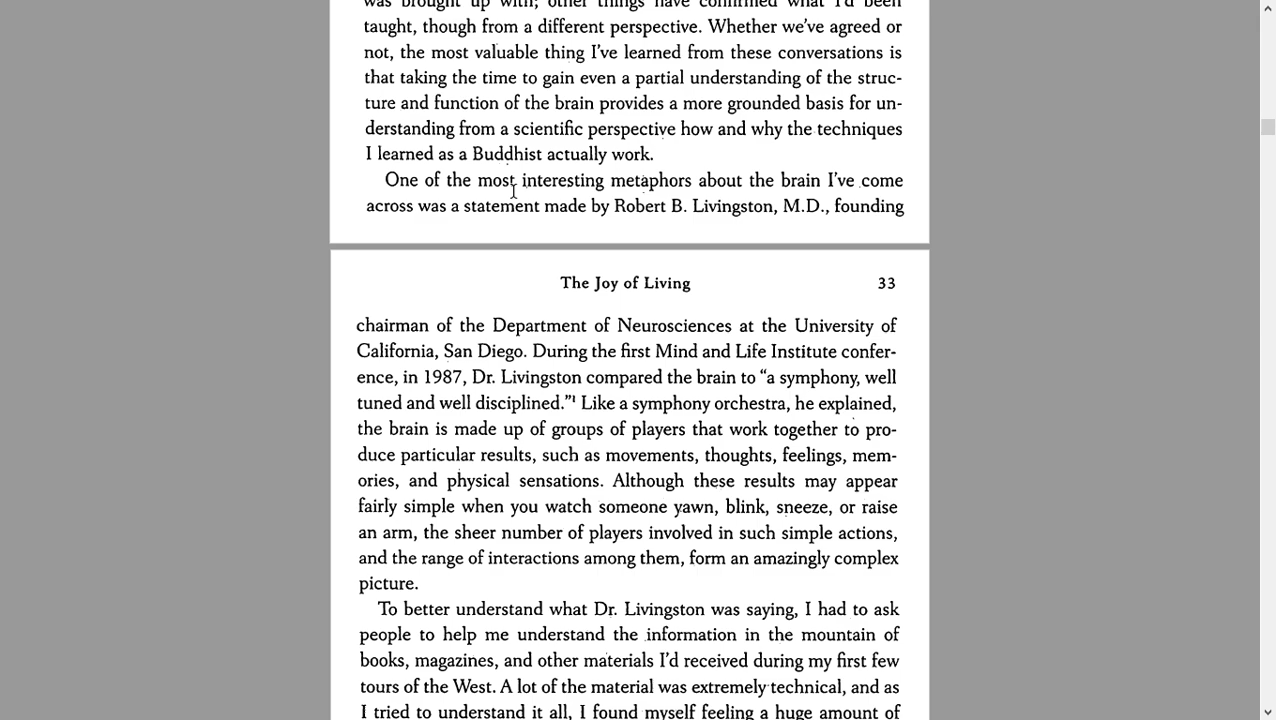 was brought up with; other things have confirmed what I'd been
taught, though from a different perspective. Whether we've agreed or
not, the most valuable thing I've learned from these conversations is
that taking the time to gain even a partial understanding of the struc-
ture and function of the brain provides a more grounded basis for un-
derstanding from a scientific perspective how and why the techniques
I learned as a Buddhist actually work.
One of the most interesting metaphors about the brain I've come
across was a statement made by Robert B. Livingston, M.D., founding
The Joy of Living 33
chairman of the Department of Neurosciences at the University of
California, San Diego. During the first Mind and Life Institute confer-
ence, in 1987, Dr. Livingston compared the brain to “a symphony, well
tuned and well disciplined.”¹ Like a symphony orchestra, he explained,
the brain is made up of groups of players that work together to pro-
duce particular results, such as movements, thoughts, feelings, mem-
ories, and physical sensations. Although these results may appear
fairly simple when you watch someone yawn, blink, sneeze, or raise
an arm, the sheer number of players involved in such simple actions,
and the range of interactions among them, form an amazingly complex
picture.
To better understand what Dr. Livingston was saying, I had to ask
people to help me understand the information in the mountain of
books, magazines, and other materials I'd received during my first few
tours of the West. A lot of the material was extremely technical, and as
I tried to understand it all, I found myself feeling a huge amount of